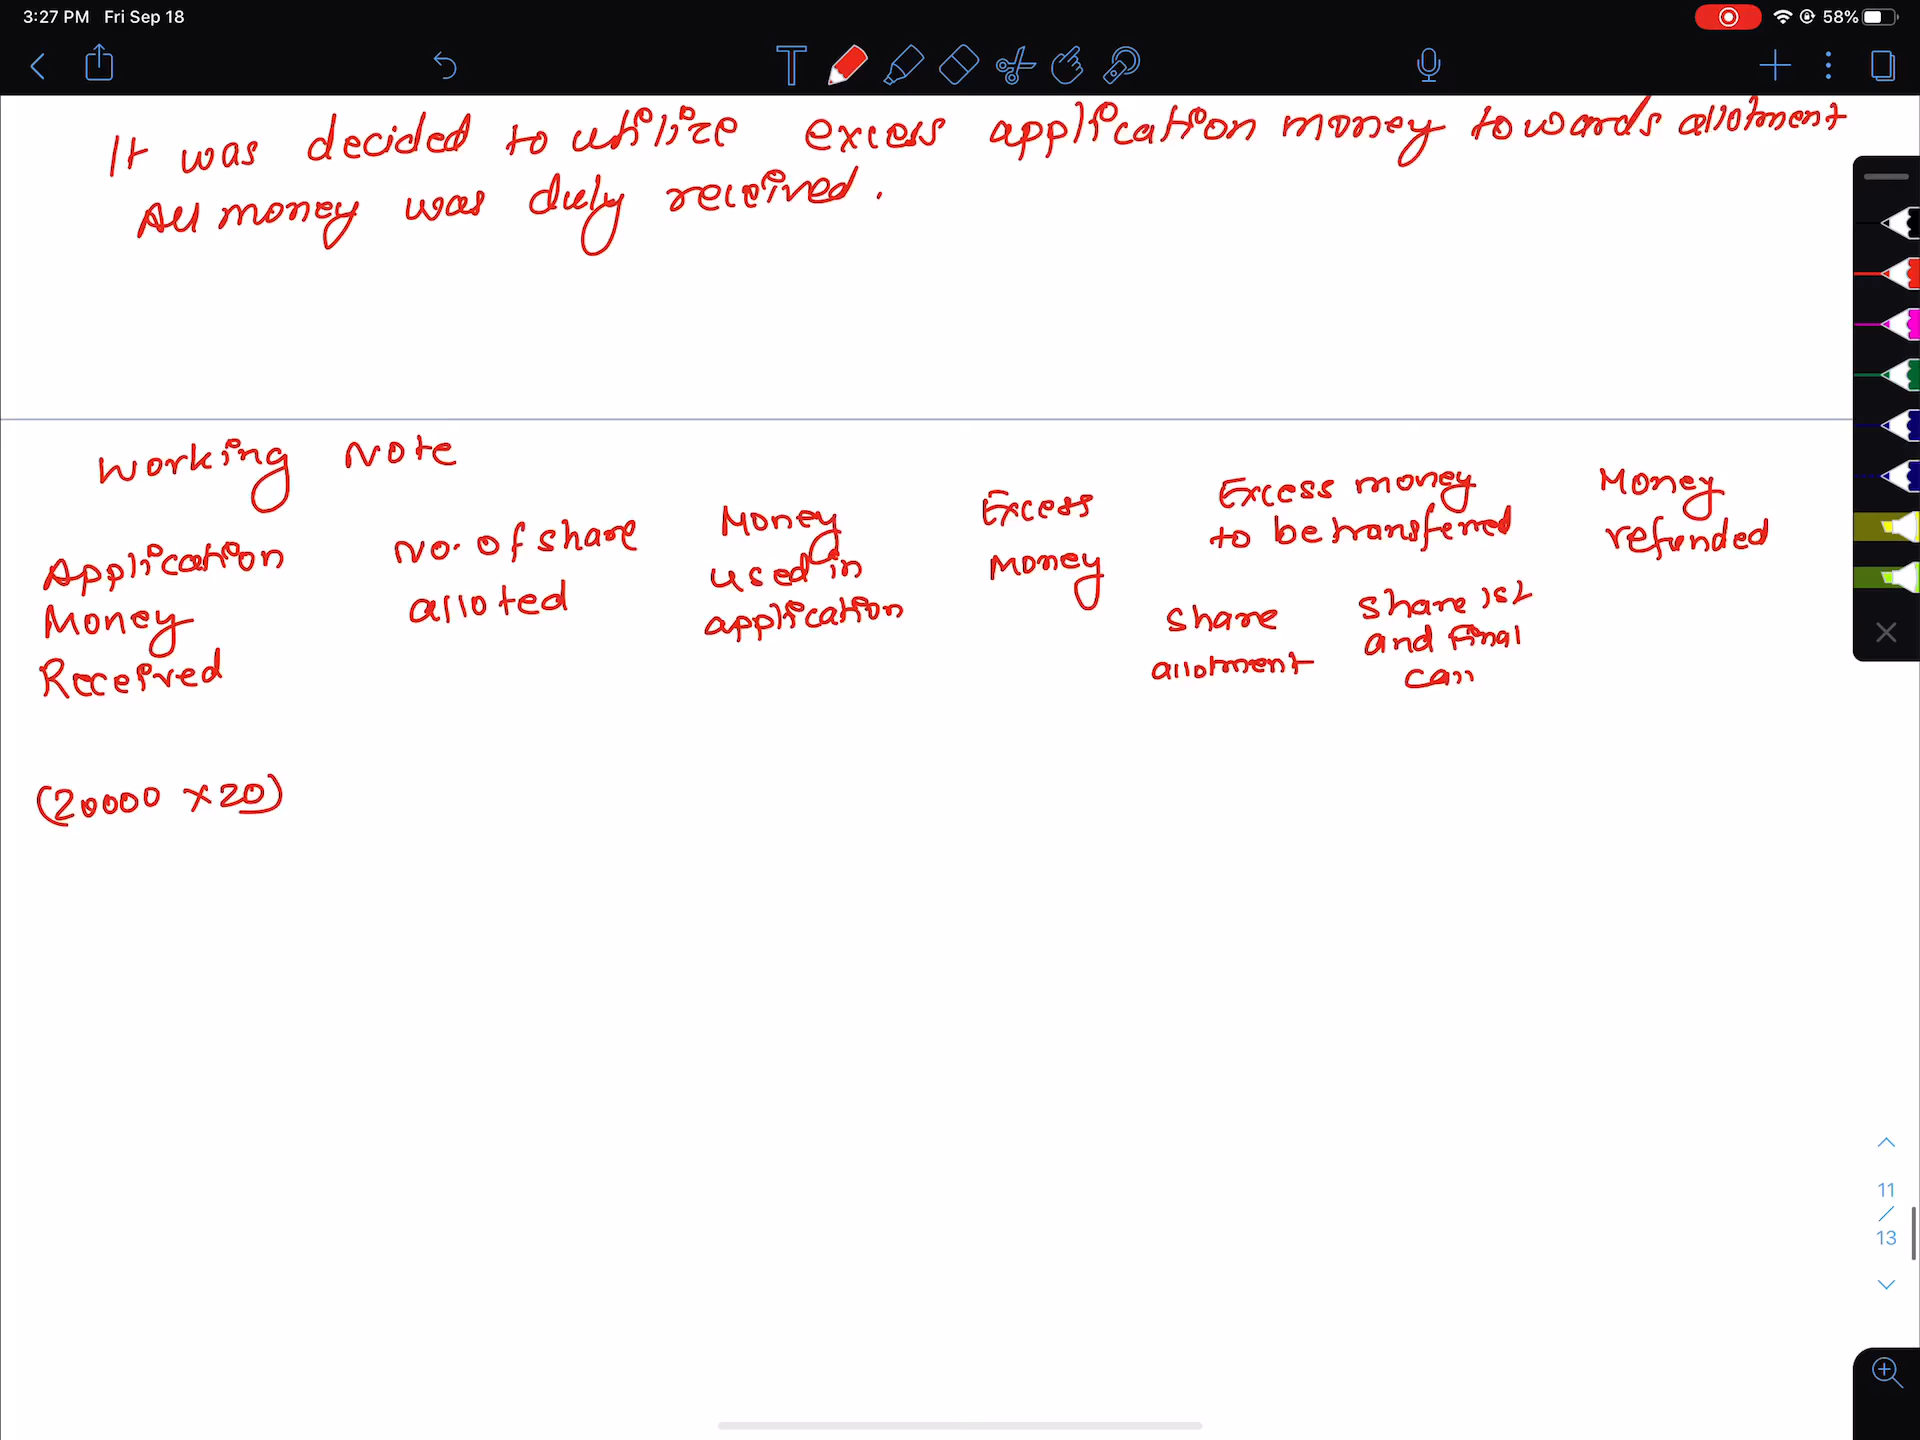 3:27 PM Fri Sep 18
58%
It was decided to utilize excess application money towards allotment
All money was duly received.
Working Note
Application Money Received
No. of share alloted
Money used in application
Excess Money
Excess money to be transferred
Share allotment
Share 1st and final call
Money refunded
(20000 × 20)
11
/
13